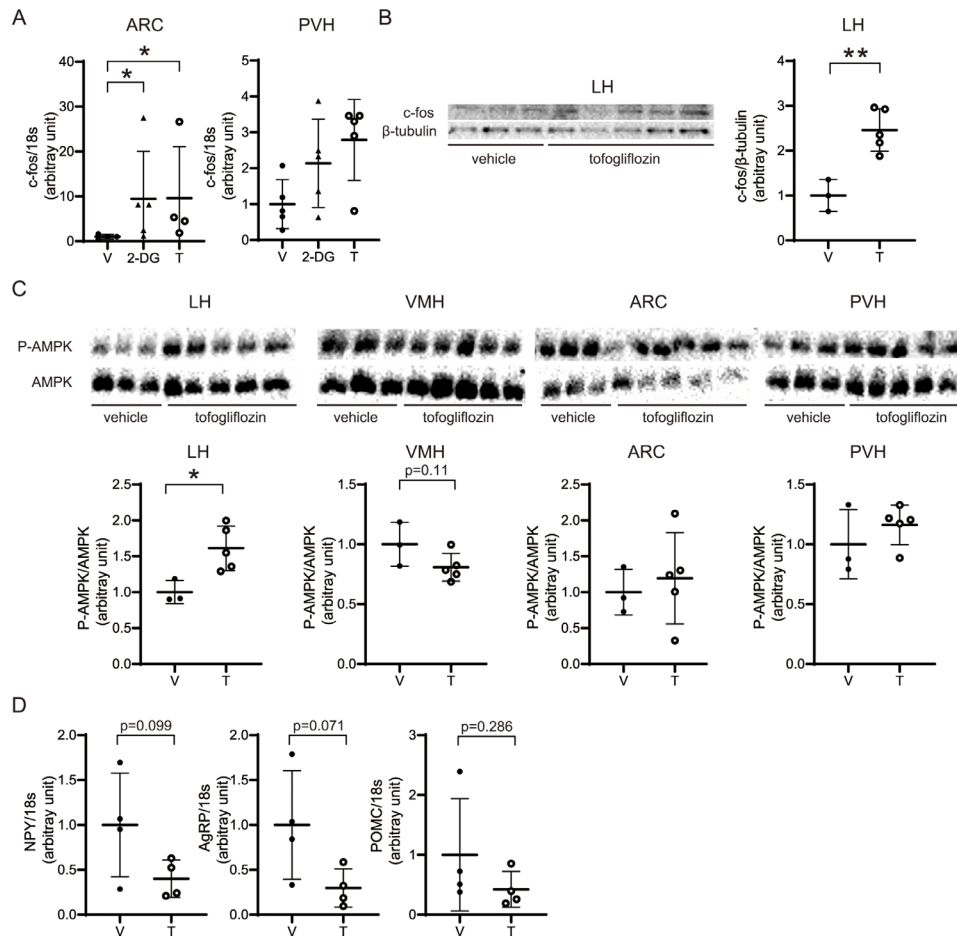 A
ARC
PVH
c-fos/18s
(arbitray unit)
40
30
20
10
0
*
*
V
2-DG
T
c-fos/18s
(arbitray unit)
5
4
3
2
1
0
V
2-DG
T
B
LH
c-fos
β-tubulin
vehicle
tofogliflozin
LH
c-fos/β-tubulin
(arbitray unit)
4
3
2
1
0
**
V
T
C
LH
VMH
ARC
PVH
P-AMPK
AMPK
vehicle
tofogliflozin
vehicle
tofogliflozin
vehicle
tofogliflozin
vehicle
tofogliflozin
LH
P-AMPK/AMPK
(arbitray unit)
2.5
2.0
1.5
1.0
0.5
0.0
*
V
T
VMH
P-AMPK/AMPK
(arbitray unit)
1.5
1.0
0.5
0.0
p=0.11
V
T
ARC
P-AMPK/AMPK
(arbitray unit)
2.5
2.0
1.5
1.0
0.5
0.0
V
T
PVH
P-AMPK/AMPK
(arbitray unit)
1.5
1.0
0.5
0.0
V
T
D
NPY/18s
(arbitray unit)
2.0
1.5
1.0
0.5
0.0
p=0.099
V
T
AgRP/18s
(arbitray unit)
2.0
1.5
1.0
0.5
0.0
p=0.071
V
T
POMC/18s
(arbitray unit)
3
2
1
0
p=0.286
V
T